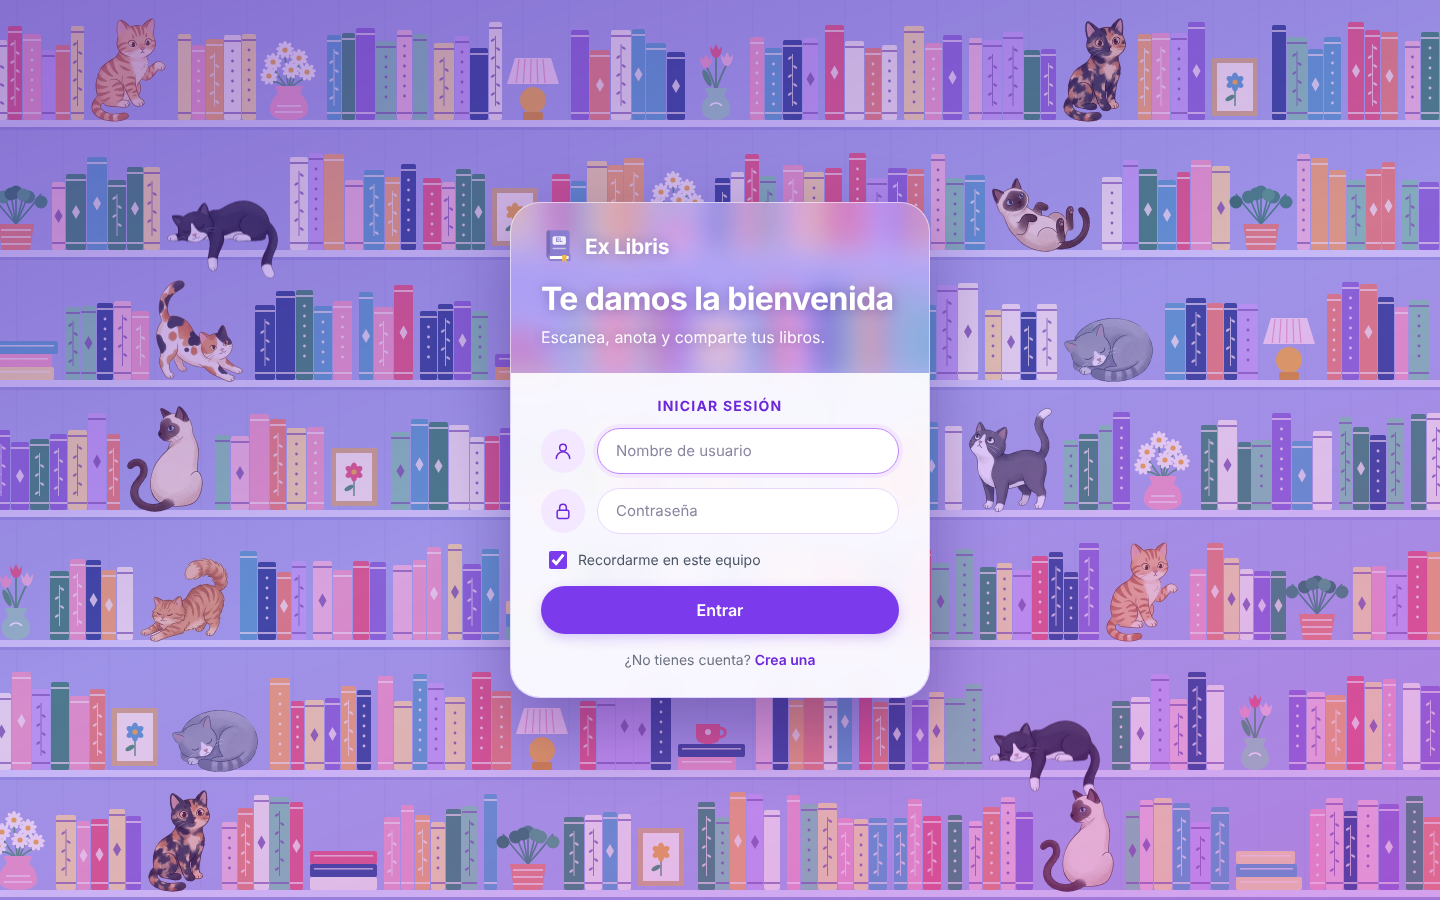 EL
Ex Libris
Te damos la bienvenida
Escanea, anota y comparte tus libros.
INICIAR SESIÓN
Nombre de usuario
Contraseña
Recordarme en este equipo
Entrar
¿No tienes cuenta? Crea una